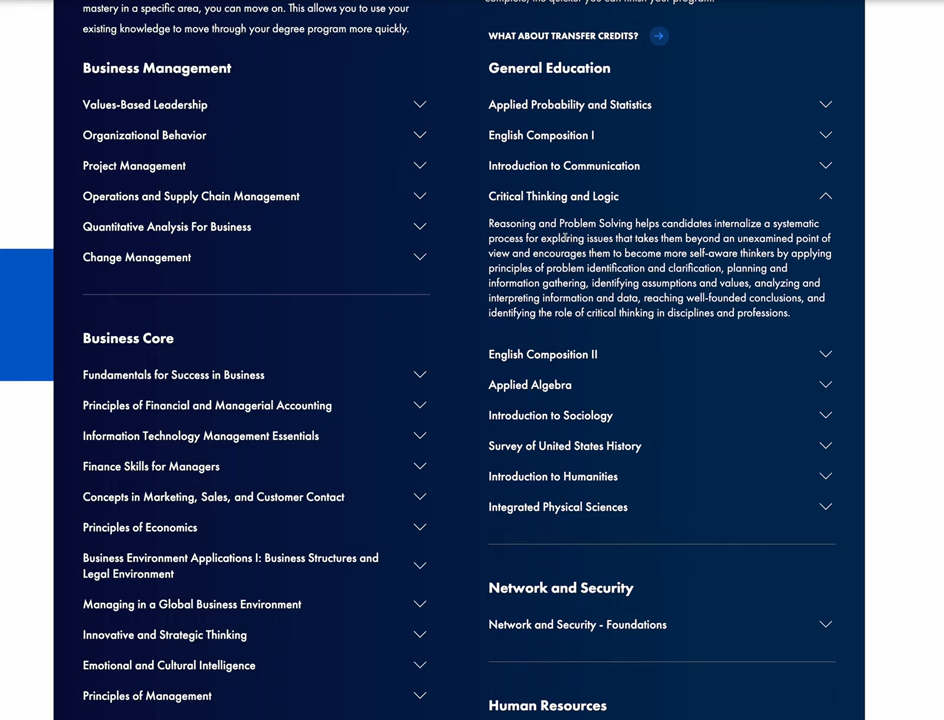 mastery in a specific area, you can move on. This allows you to use your
existing knowledge to move through your degree program more quickly.
Business Management
Values-Based Leadership
Organizational Behavior
Project Management
Operations and Supply Chain Management
Quantitative Analysis For Business
Change Management
Business Core
Fundamentals for Success in Business
Principles of Financial and Managerial Accounting
Information Technology Management Essentials
Finance Skills for Managers
Concepts in Marketing, Sales, and Customer Contact
Principles of Economics
Business Environment Applications I: Business Structures and
Legal Environment
Managing in a Global Business Environment
Innovative and Strategic Thinking
Emotional and Cultural Intelligence
Principles of Management
complete, the quicker you can finish your program.
WHAT ABOUT TRANSFER CREDITS?
General Education
Applied Probability and Statistics
English Composition I
Introduction to Communication
Critical Thinking and Logic
Reasoning and Problem Solving helps candidates internalize a systematic
process for exploring issues that takes them beyond an unexamined point of
view and encourages them to become more self-aware thinkers by applying
principles of problem identification and clarification, planning and
information gathering, identifying assumptions and values, analyzing and
interpreting information and data, reaching well-founded conclusions, and
identifying the role of critical thinking in disciplines and professions.
English Composition II
Applied Algebra
Introduction to Sociology
Survey of United States History
Introduction to Humanities
Integrated Physical Sciences
Network and Security
Network and Security - Foundations
Human Resources